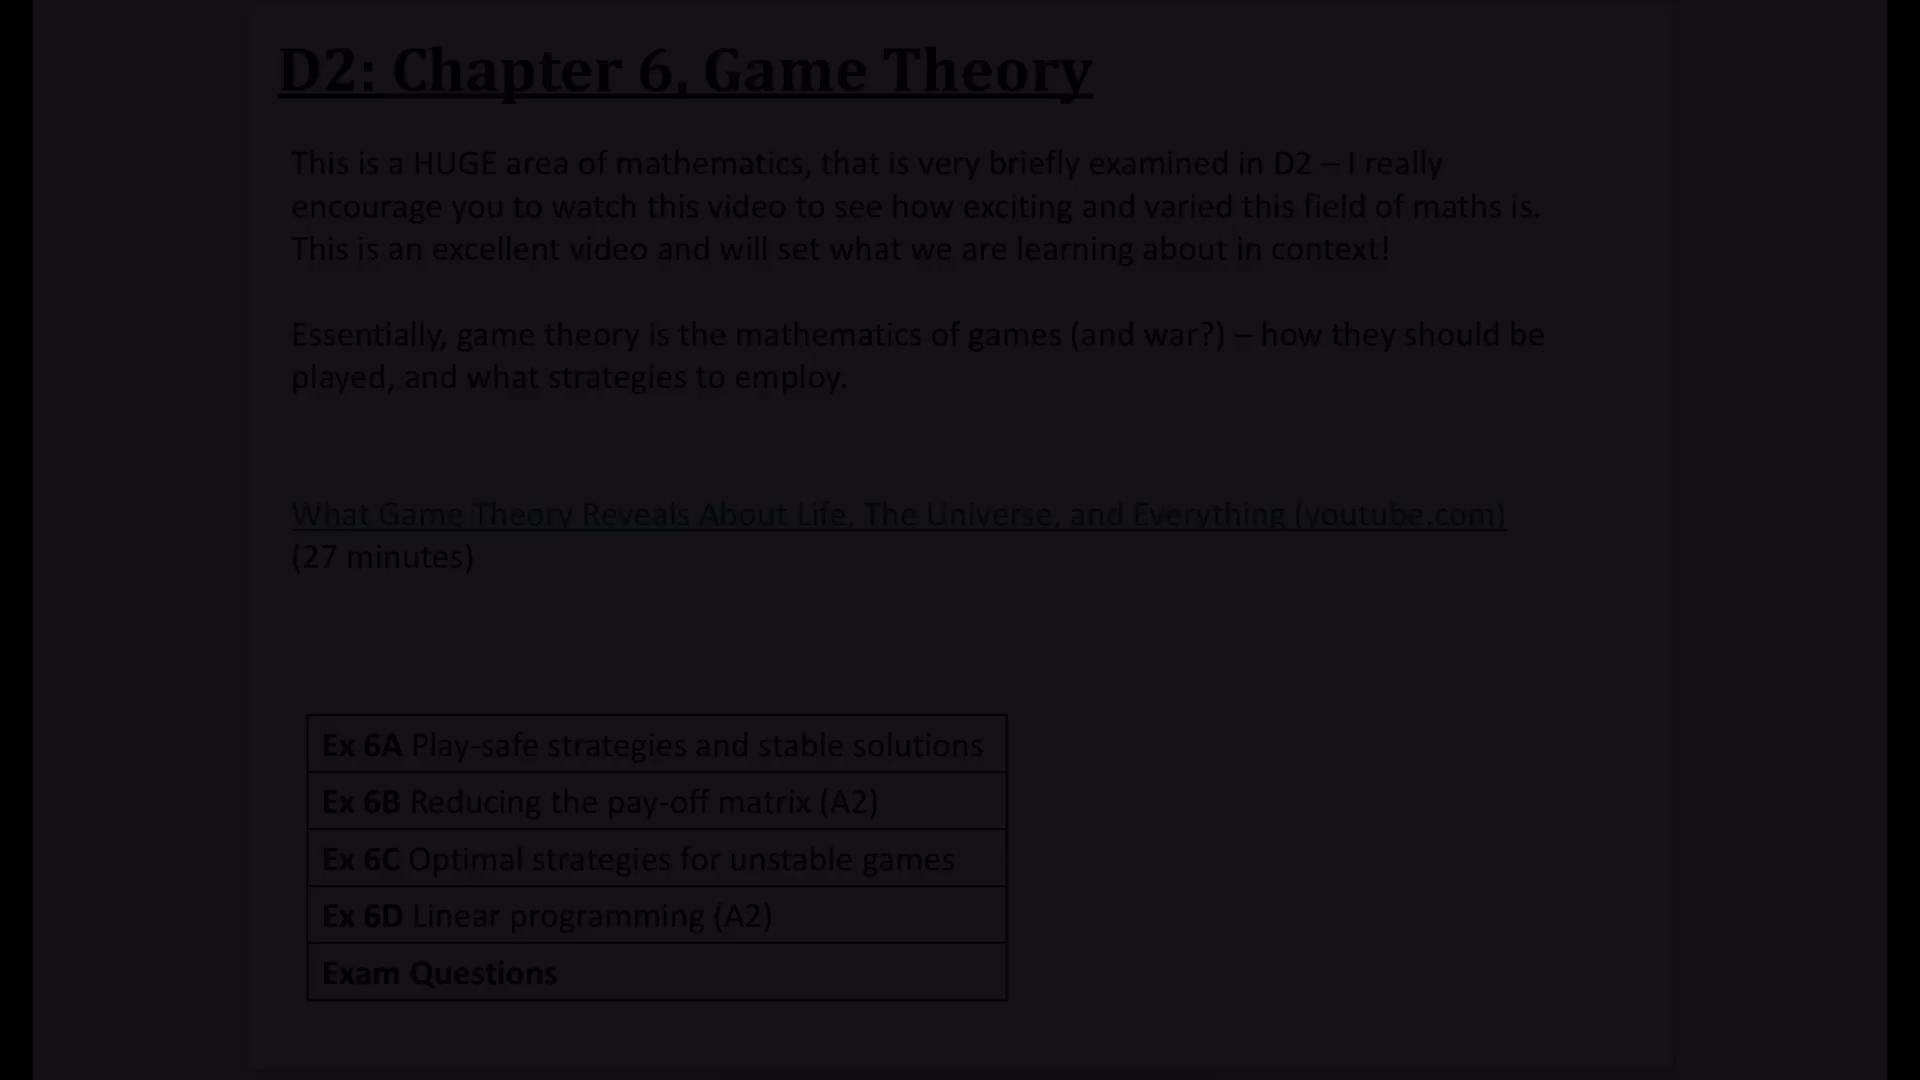 D2: Chapter 6, Game Theory
This is a HUGE area of mathematics, that is very briefly examined in D2 – I really
encourage you to watch this video to see how exciting and varied this field of maths is.
This is an excellent video and will set what we are learning about in context!
Essentially, game theory is the mathematics of games (and war?) – how they should be
played, and what strategies to employ.
What Game Theory Reveals About Life, The Universe, and Everything (youtube.com)
(27 minutes)
Ex 6A Play-safe strategies and stable solutions
Ex 6B Reducing the pay-off matrix (A2)
Ex 6C Optimal strategies for unstable games
Ex 6D Linear programming (A2)
Exam Questions